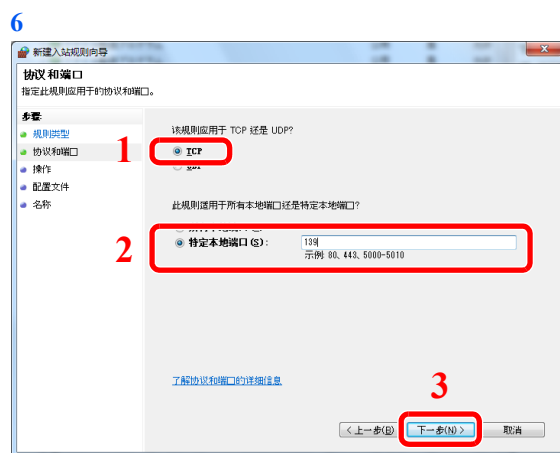 6
新建入站规则向导
协议和端口
指定此规则应用于的协议和端口。
步骤:
规则类型
协议和端口
操作
配置文件
名称
该规则应用于 TCP 还是 UDP?
1
TCP
UDP
此规则适用于所有本地端口还是特定本地端口?
2
特定本地端口(S):
139
示例: 80、443、5000-5010
了解协议和端口的详细信息
3
< 上一步(B)
下一步(N) >
取消